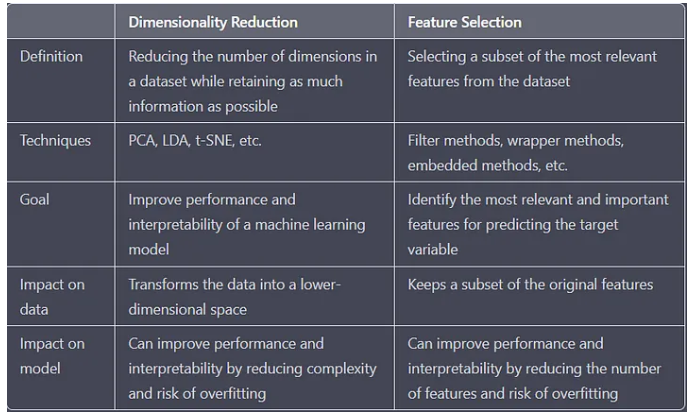 Dimensionality Reduction Feature Selection
Definition Reducing the number of dimensions in Selecting a subset of the most relevant
a dataset while retaining as much features from the dataset
information as possible
Techniques PCA, LDA, t-SNE, etc. Filter methods, wrapper methods,
embedded methods, etc.
Goal Improve performance and Identify the most relevant and important
interpretability of a machine learning features for predicting the target
model variable
Impact on Transforms the data into a lower- Keeps a subset of the original features
data dimensional space
Impact on Can improve performance and Can improve performance and
model interpretability by reducing complexity interpretability by reducing the number
and risk of overfitting of features and risk of overfitting